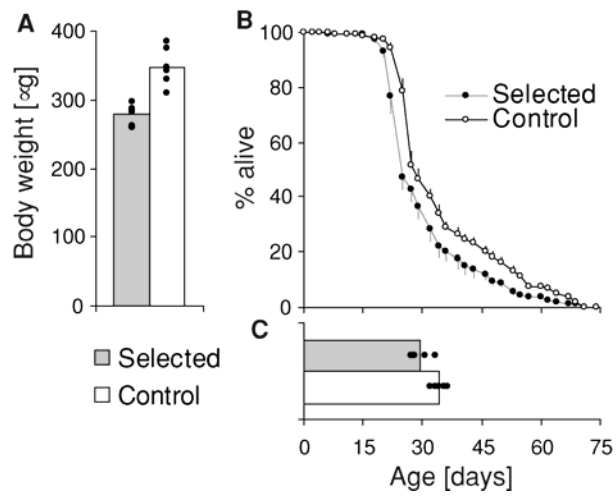 A
Body weight [∝g]
400
300
200
100
0
Selected
Control
B
% alive
100
80
60
40
20
0
Selected
Control
C
0 15 30 45 60 75
Age [days]